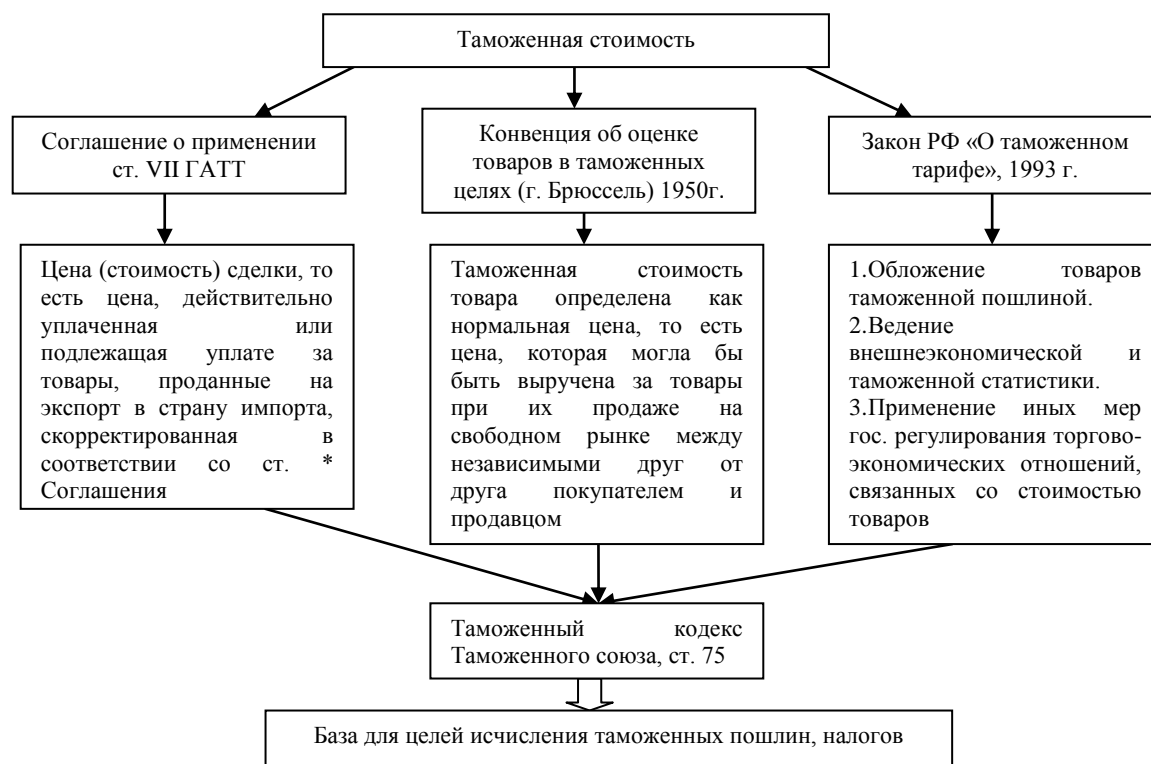 Таможенная стоимость
Соглашение о применении
ст. VII ГАТТ
Конвенция об оценке
товаров в таможенных
целях (г. Брюссель) 1950г.
Закон РФ «О таможенном
тарифе», 1993 г.
Цена (стоимость) сделки, то
есть цена, действительно
уплаченная или
подлежащая уплате за
товары, проданные на
экспорт в страну импорта,
скорректированная в
соответствии со ст. *
Соглашения
Таможенная стоимость
товара определена как
нормальная цена, то есть
цена, которая могла бы
быть выручена за товары
при их продаже на
свободном рынке между
независимыми друг от
друга покупателем и
продавцом
1.Обложение товаров
таможенной пошлиной.
2.Ведение
внешнеэкономической и
таможенной статистики.
3.Применение иных мер
гос. регулирования торгово-
экономических отношений,
связанных со стоимостью
товаров
Таможенный кодекс
Таможенного союза, ст. 75
База для целей исчисления таможенных пошлин, налогов